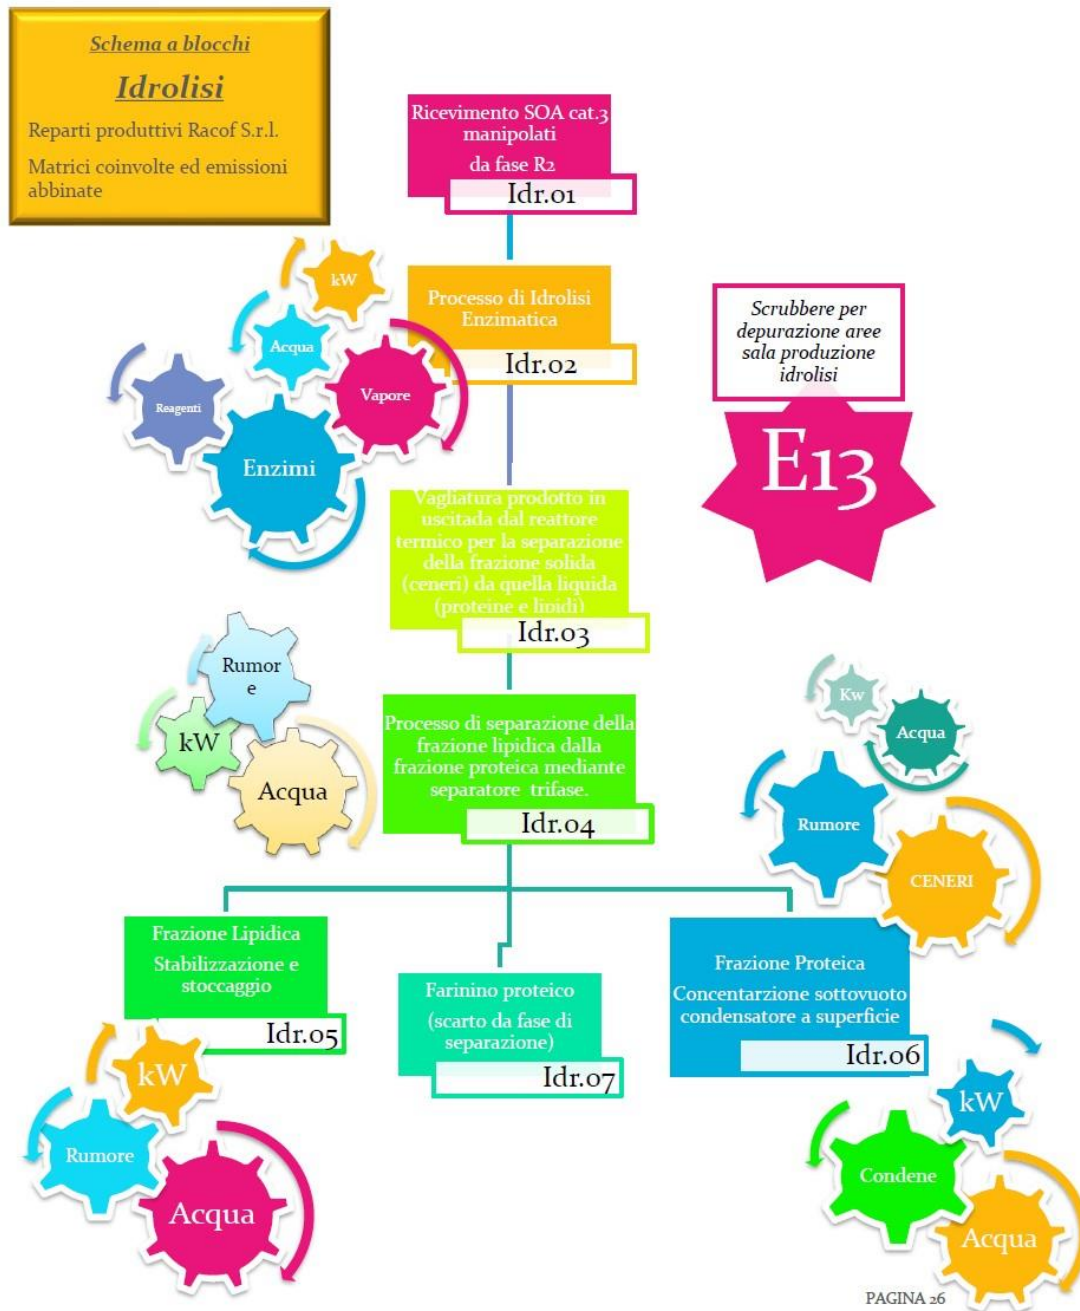 Schema a blocchi
Idrolisi
Reparti produttivi Racof S.r.l.
Matrici coinvolte ed emissioni
abbinate
Ricevimento SOA cat.3
manipolati
da fase R2
Idr.01
kW
Acqua
Reagenti
Vapore
Enzimi
Processo di Idrolisi
Enzimatica
Idr.02
Scrubbere per
depurazione aree
sala produzione
idrolisi
E13
Vagliatura prodotto in
uscitada dal reattore
termico per la separazione
della frazione solida
(ceneri) da quella liquida
(proteine e lipidi)
Idr.03
Rumor
e
kW
Acqua
Processo di separazione della
frazione lipidica dalla
frazione proteica mediante
separatore trifase.
Idr.04
Kw
Acqua
Rumore
CENERI
Frazione Lipidica
Stabilizzazione e
stoccaggio
Idr.05
Farinino proteico
(scarto da fase di
separazione)
Idr.07
Frazione Proteica
Concentarzione sottovuoto
condensatore a superficie
Idr.06
kW
Rumore
Acqua
kW
Condene
Acqua
PAGINA 26